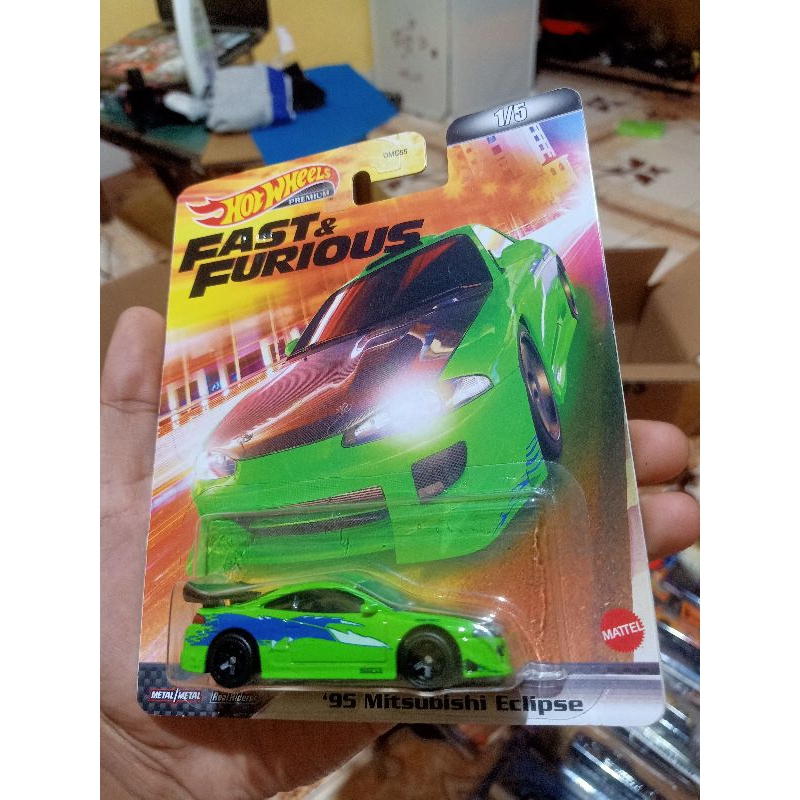 1/5
HOT WHEELS
PREMIUM
FAST &
FURIOUS
MATTEL
METAL/METAL
Real Riders
'95 Mitsubishi Eclipse